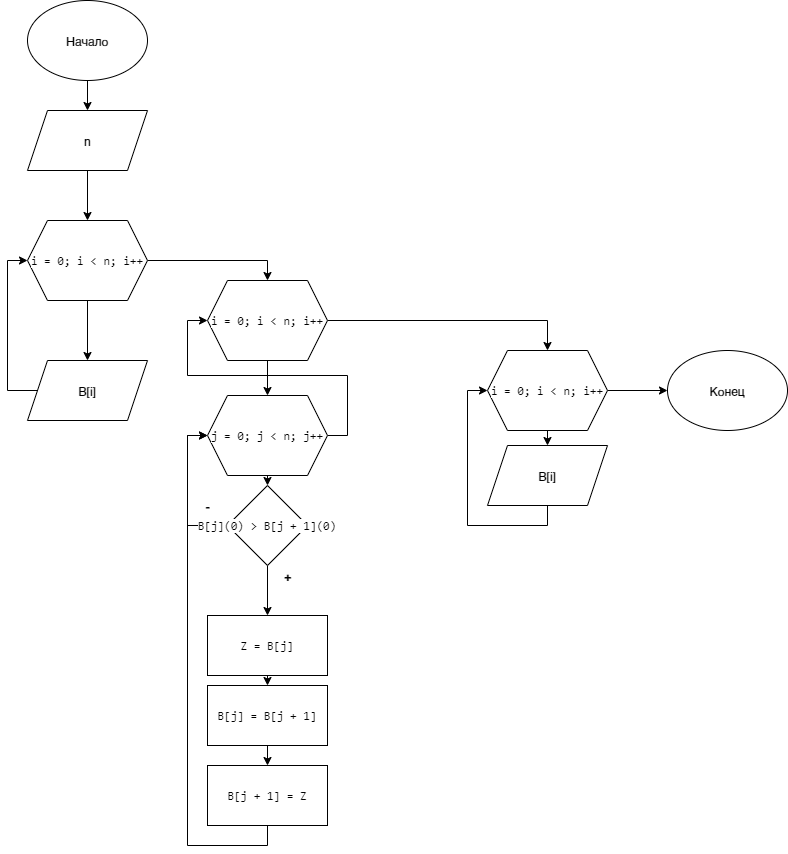 Начало
n
i = 0; i < n; i++
B[i]
i = 0; i < n; i++
j = 0; j < n; j++
-
B[j](0) > B[j + 1](0)
+
Z = B[j]
B[j] = B[j + 1]
B[j + 1] = Z
i = 0; i < n; i++
B[i]
Конец